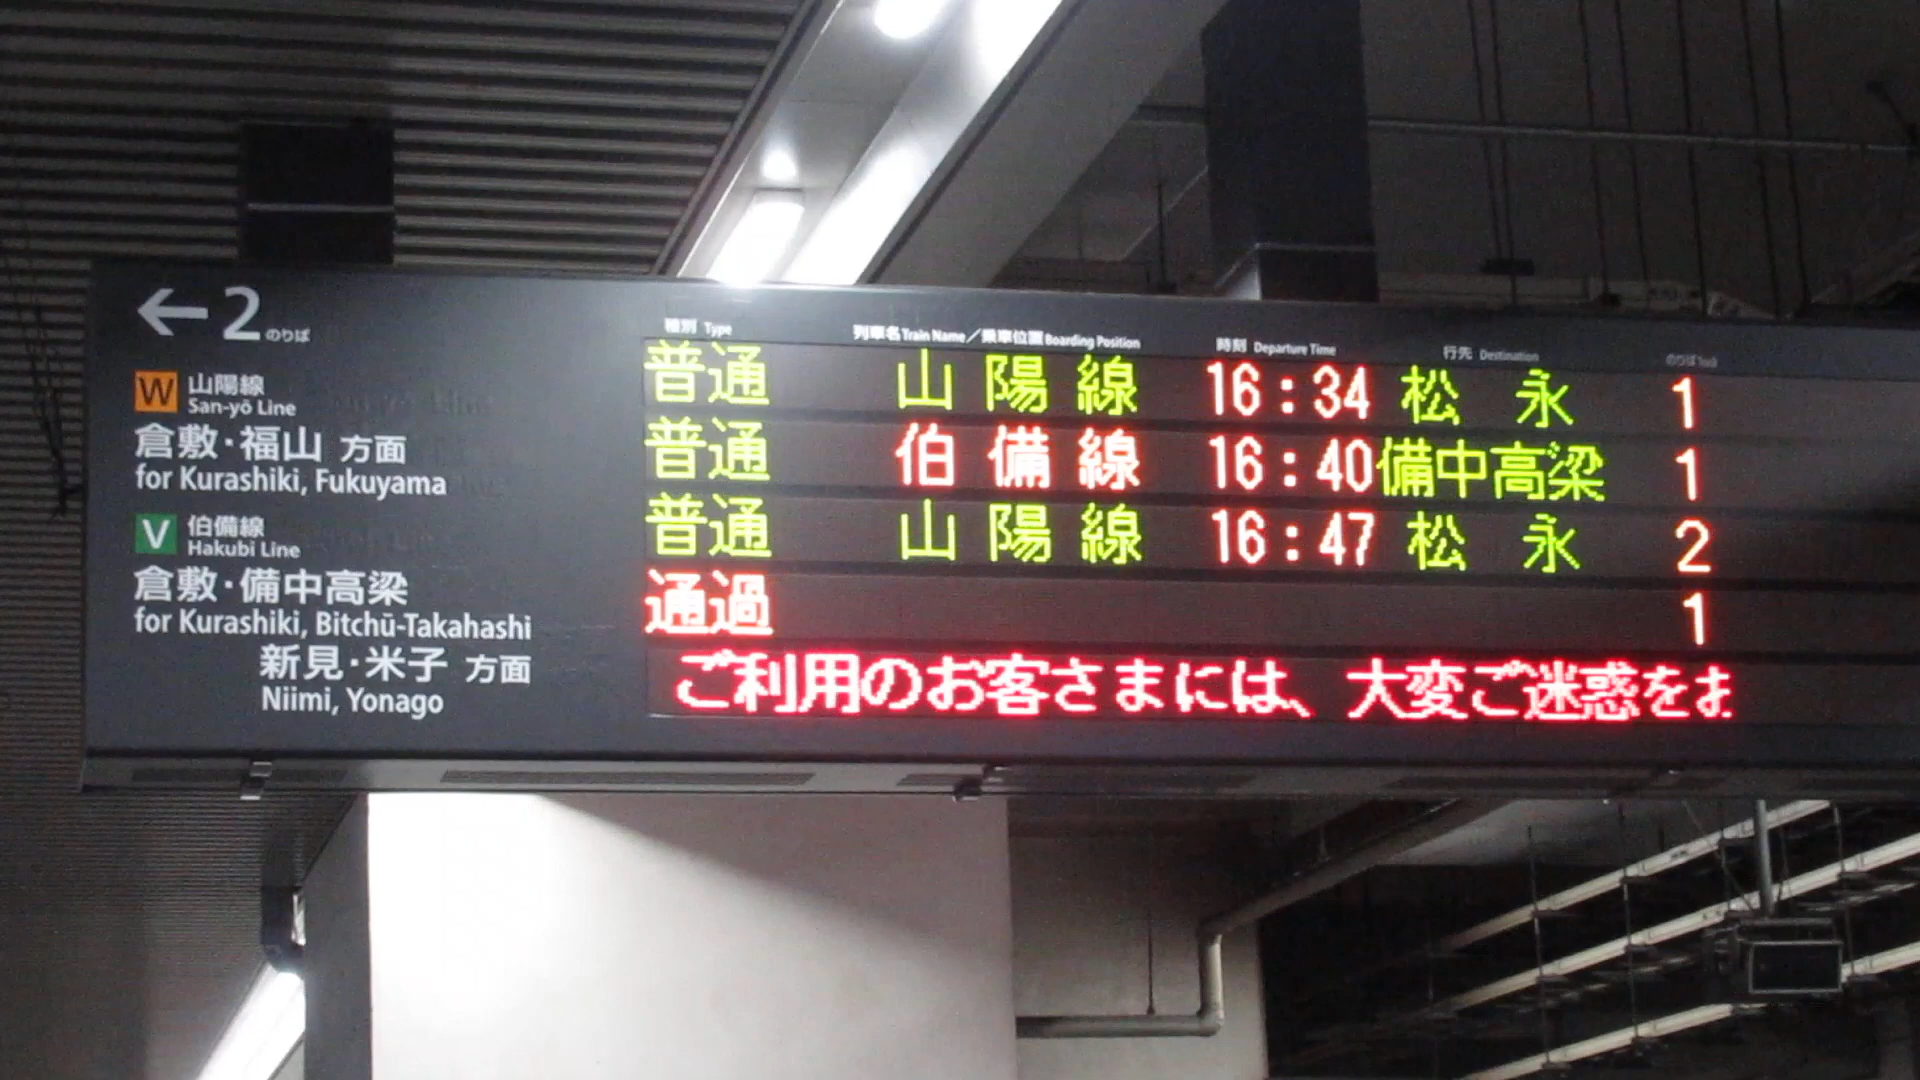 ← 2 のりば
W 山陽線
San-yō Line
倉敷・福山 方面
for Kurashiki, Fukuyama
V 伯備線
Hakubi Line
倉敷・備中高梁
for Kurashiki, Bitchū-Takahashi
新見・米子 方面
Niimi, Yonago
種別 Type 列車名 Train Name／乗車位置 Boarding Position 時刻 Departure Time 行先 Destination のりば
普通 山陽線 16:34 松永 1
普通 伯備線 16:40 備中高梁 1
普通 山陽線 16:47 松永 2
通過 1
ご利用のお客さまには、大変ご迷惑をお